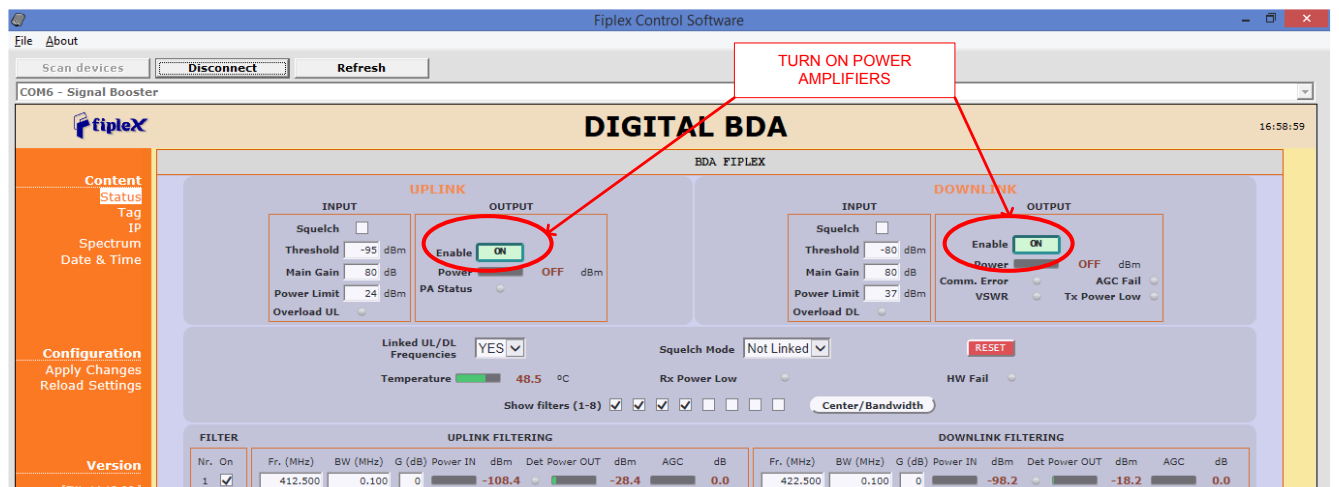 Fiplex Control Software
File About
Scan devices Disconnect Refresh
TURN ON POWER
AMPLIFIERS
COM6 - Signal Booster
fipleX DIGITAL BDA 16:58:59
BDA FIPLEX
Content
Status
Tag
IP
Spectrum
Date & Time
UPLINK
INPUT OUTPUT
Squelch
Threshold -95 dBm Enable ON
Main Gain 80 dB Power OFF dBm
Power Limit 24 dBm PA Status
Overload UL
DOWNLINK
INPUT OUTPUT
Squelch
Threshold -80 dBm Enable ON
Main Gain 80 dB Power OFF dBm
Comm. Error AGC Fail
Power Limit 37 dBm VSWR Tx Power Low
Overload DL
Configuration
Apply Changes
Reload Settings
Linked UL/DL
Frequencies YES Squelch Mode Not Linked RESET
Temperature 48.5 ºC Rx Power Low HW Fail
Show filters (1-8) Center/Bandwidth
FILTER UPLINK FILTERING DOWNLINK FILTERING
Version
Nr. On Fr. (MHz) BW (MHz) G (dB) Power IN dBm Det Power OUT dBm AGC dB Fr. (MHz) BW (MHz) G (dB) Power IN dBm Det Power OUT dBm AGC dB
1 412.500 0.100 0 -108.4 -28.4 0.0 422.500 0.100 0 -98.2 -18.2 0.0